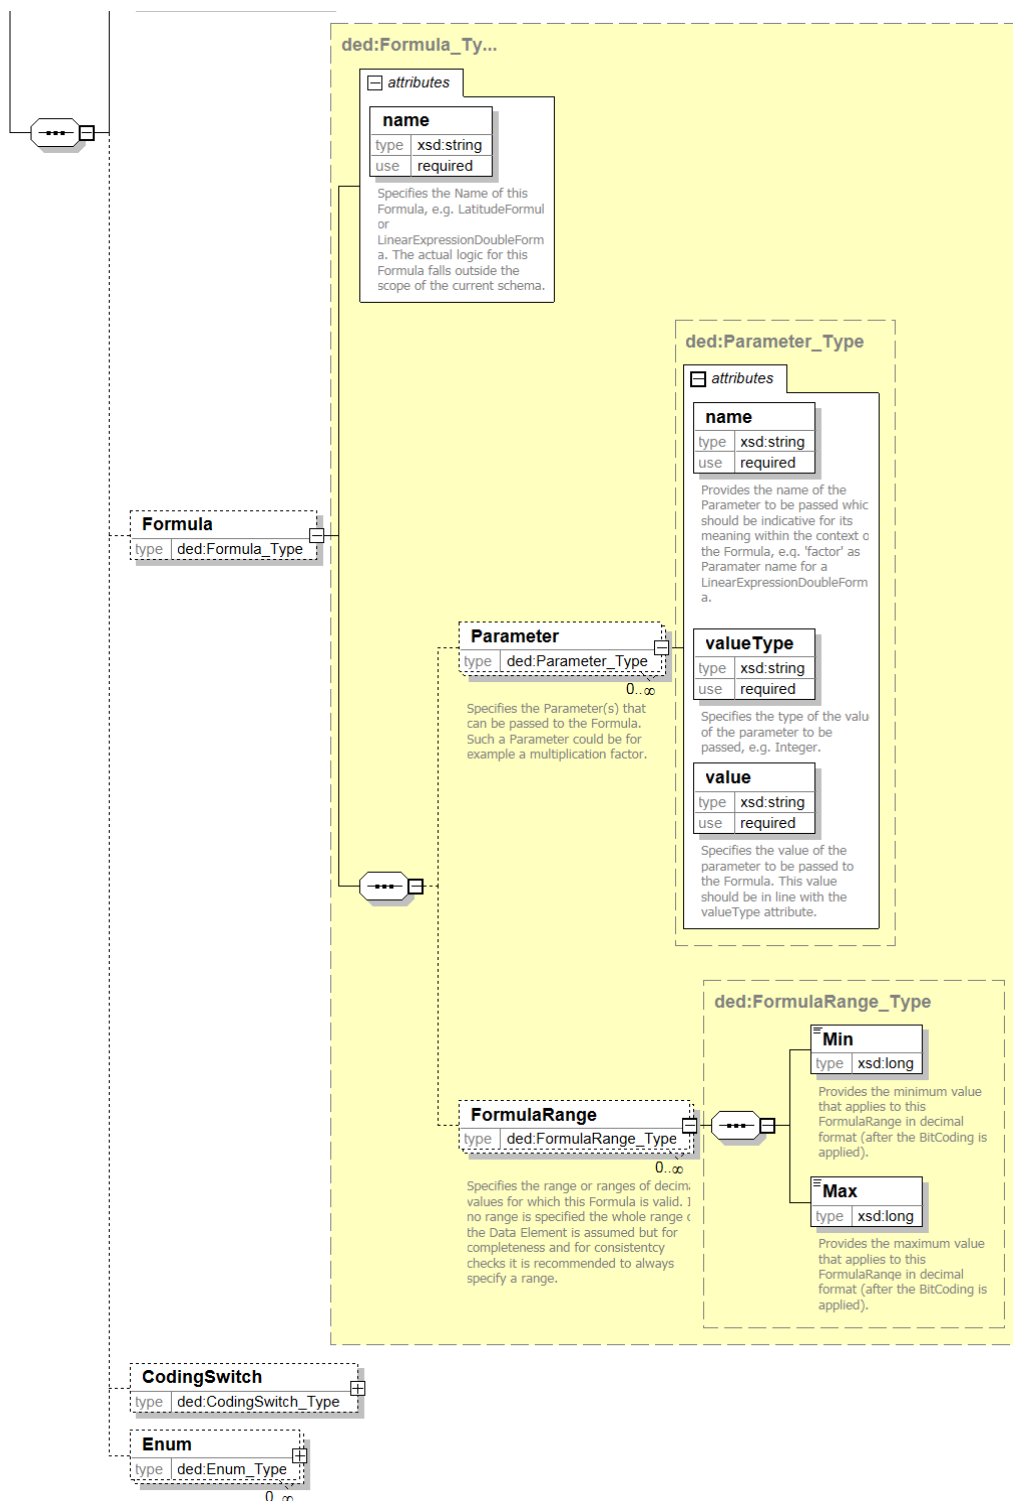 ded:Formula_Ty...
attributes
name
type xsd:string
use required
Specifies the Name of this
Formula, e.g. LatitudeFormul
or
LinearExpressionDoubleForm
a. The actual logic for this
Formula falls outside the
scope of the current schema.
ded:Parameter_Type
attributes
name
type xsd:string
use required
Provides the name of the
Parameter to be passed whic
should be indicative for its
meaning within the context o
the Formula, e.g. 'factor' as
Paramater name for a
LinearExpressionDoubleForm
a.
Formula
type ded:Formula_Type
Parameter
type ded:Parameter_Type
0..∞
Specifies the Parameter(s) that
can be passed to the Formula.
Such a Parameter could be for
example a multiplication factor.
valueType
type xsd:string
use required
Specifies the type of the valu
of the parameter to be
passed, e.g. Integer.
value
type xsd:string
use required
Specifies the value of the
parameter to be passed to
the Formula. This value
should be in line with the
valueType attribute.
ded:FormulaRange_Type
Min
type xsd:long
Provides the minimum value
that applies to this
FormulaRange in decimal
format (after the BitCoding is
applied).
FormulaRange
type ded:FormulaRange_Type
0..∞
Specifies the range or ranges of decima
values for which this Formula is valid. I
no range is specified the whole range o
the Data Element is assumed but for
completeness and for consistentcy
checks it is recommended to always
specify a range.
Max
type xsd:long
Provides the maximum value
that applies to this
FormulaRange in decimal
format (after the BitCoding is
applied).
CodingSwitch
type ded:CodingSwitch_Type
Enum
type ded:Enum_Type
0..∞